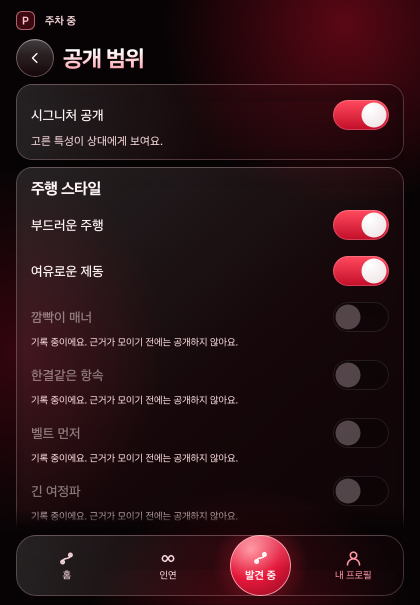 P 주차 중
공개 범위
시그니처 공개
고른 특성이 상대에게 보여요.
주행 스타일
부드러운 주행
여유로운 제동
깜빡이 매너
기록 중이에요. 근거가 모이기 전에는 공개하지 않아요.
한결같은 항속
기록 중이에요. 근거가 모이기 전에는 공개하지 않아요.
벨트 먼저
기록 중이에요. 근거가 모이기 전에는 공개하지 않아요.
긴 여정파
기록 중이에요. 근거가 모이기 전에는 공개하지 않아요.
홈 인연 발견 중 내 프로필